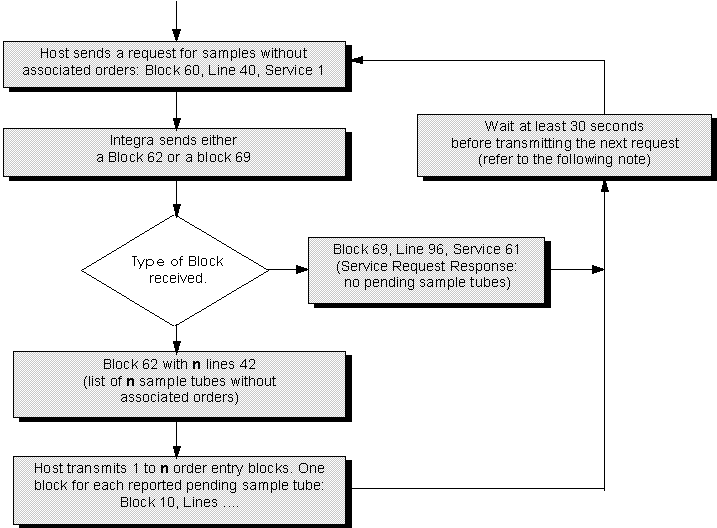 Host sends a request for samples without
associated orders: Block 60, Line 40, Service 1
Integra sends either
a Block 62 or a block 69
Wait at least 30 seconds
before transmitting the next request
(refer to the following note)
Type of Block
received.
Block 69, Line 96, Service 61
(Service Request Response:
no pending sample tubes)
Block 62 with n lines 42
(list of n sample tubes without
associated orders)
Host transmits 1 to n order entry blocks. One
block for each reported pending sample tube:
Block 10, Lines ....